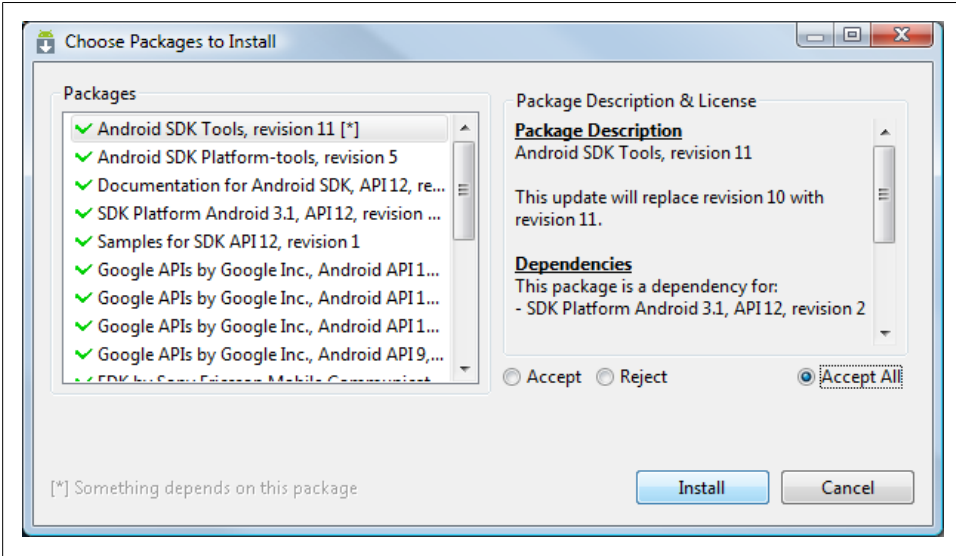 Choose Packages to Install
Packages
Android SDK Tools, revision 11 [*]
Android SDK Platform-tools, revision 5
Documentation for Android SDK, API 12, re...
SDK Platform Android 3.1, API 12, revision ...
Samples for SDK API 12, revision 1
Google APIs by Google Inc., Android API 1...
Google APIs by Google Inc., Android API 1...
Google APIs by Google Inc., Android API 1...
Google APIs by Google Inc., Android API 9,...
EDK by Sony Ericsson Mobile Communicat
Package Description & License
Package Description
Android SDK Tools, revision 11
This update will replace revision 10 with
revision 11.
Dependencies
This package is a dependency for:
- SDK Platform Android 3.1, API 12, revision 2
Accept Reject Accept All
[*] Something depends on this package
Install Cancel